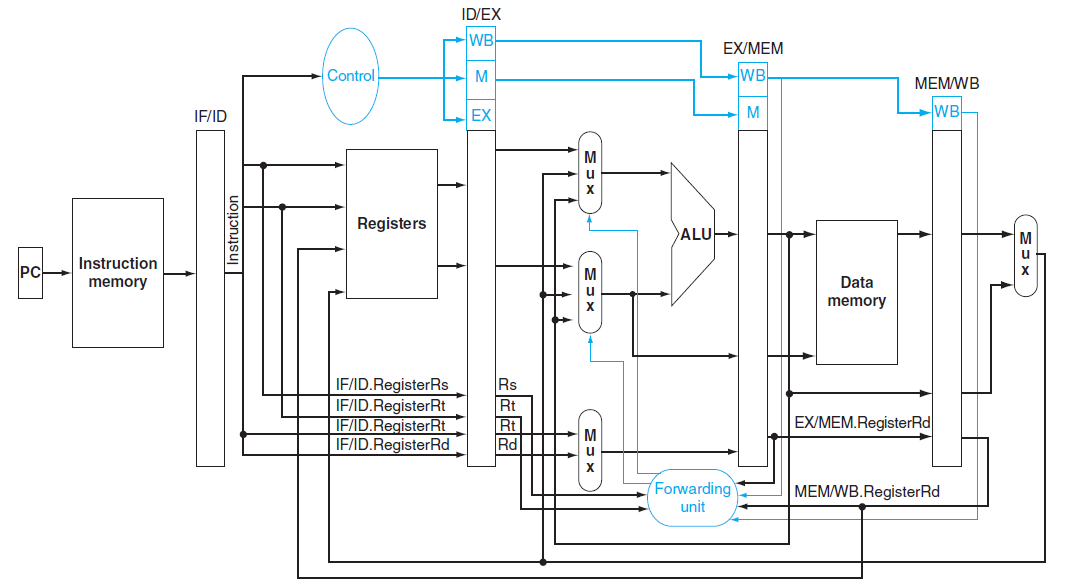 ID/EX
WB
EX/MEM
Control
M
WB
MEM/WB
IF/ID
EX
M
WB
M
u
x
Instruction
Registers
ALU
M
u
x
PC
Instruction
memory
M
u
x
Data
memory
IF/ID.RegisterRs
Rs
IF/ID.RegisterRt
Rt
IF/ID.RegisterRt
Rt
IF/ID.RegisterRd
Rd
M
u
x
EX/MEM.RegisterRd
Forwarding
unit
MEM/WB.RegisterRd